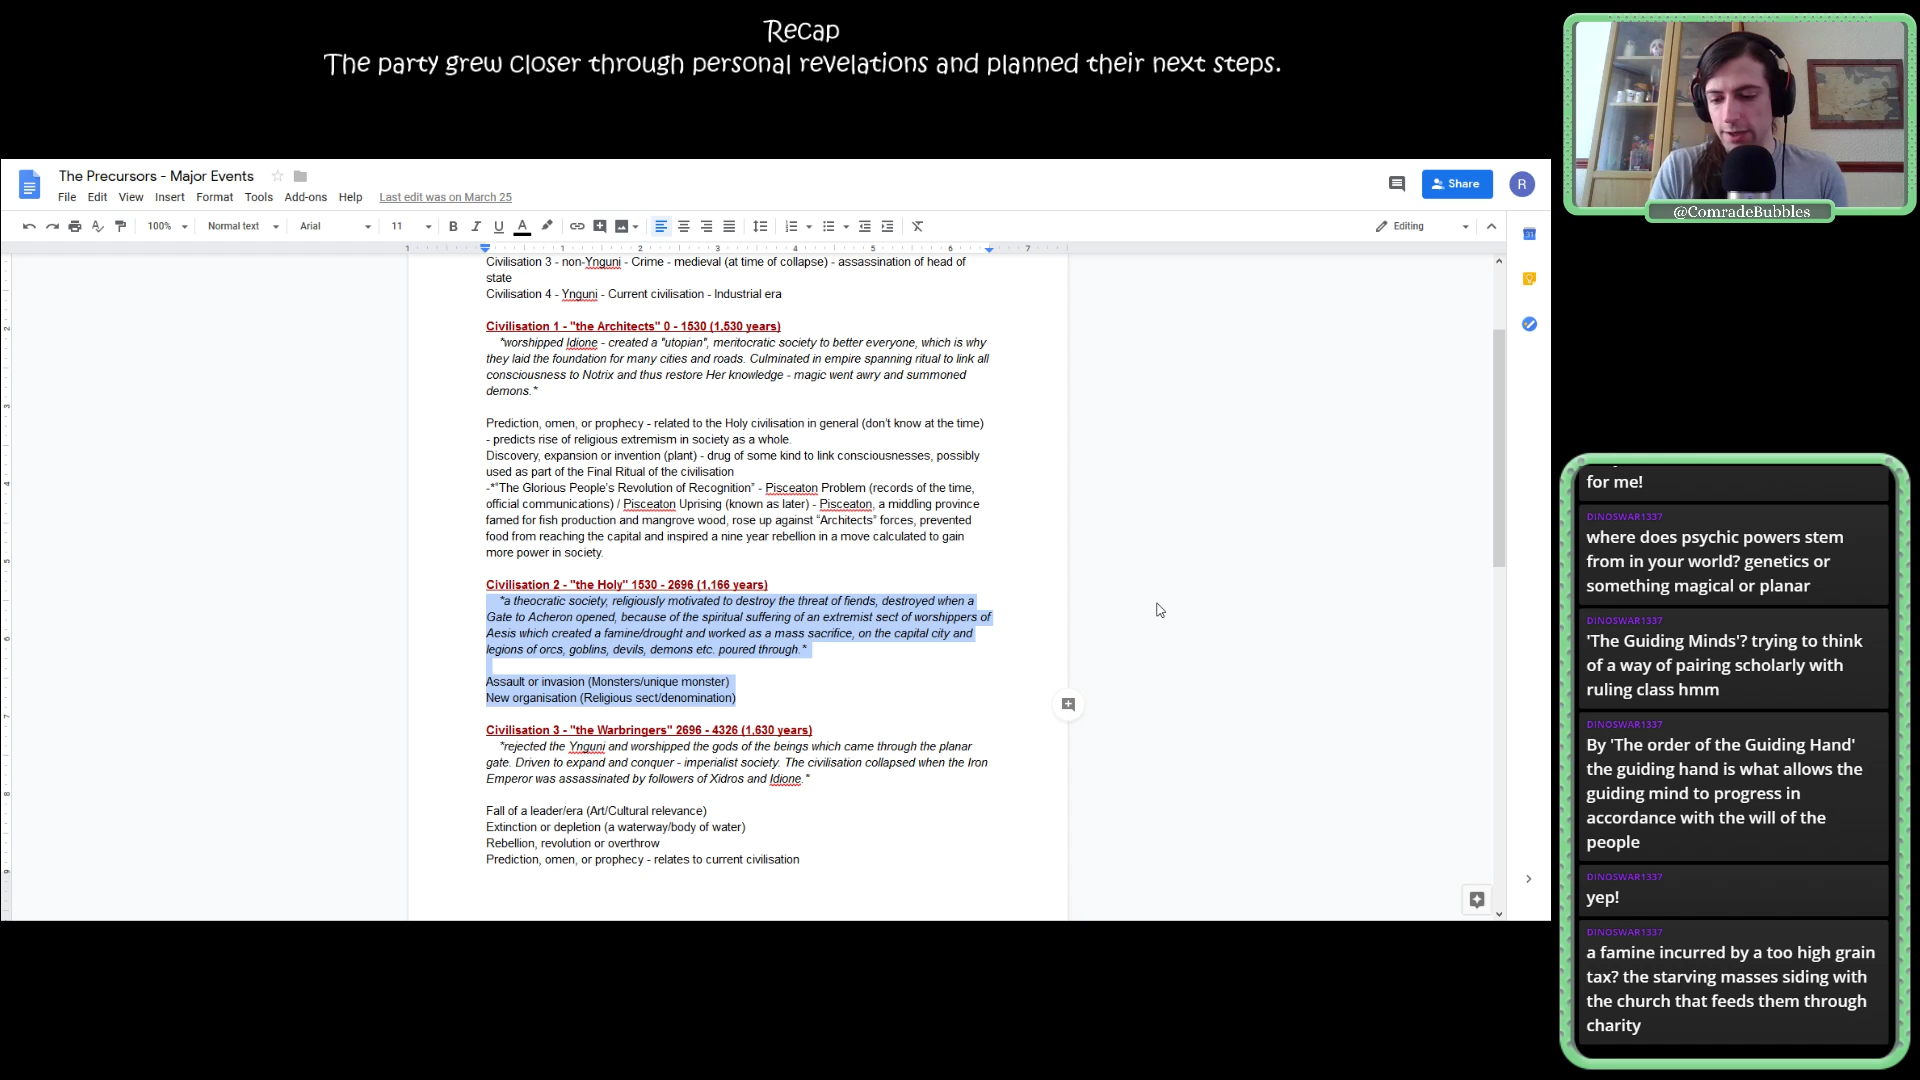 Recap
The party grew closer through personal revelations and planned their next steps.
The Precursors - Major Events
File Edit View Insert Format Tools Add-ons Help Last edit was on March 25
Share
R
100% Normal text Arial 11 B I U A Editing
1 1 2 3 4 5 6 7
Civilisation 3 - non-Ynguni - Crime - medieval (at time of collapse) - assassination of head of
state
Civilisation 4 - Ynguni - Current civilisation - Industrial era
Civilisation 1 - "the Architects" 0 - 1530 (1,530 years)
*worshipped Idione - created a "utopian", meritocratic society to better everyone, which is why
they laid the foundation for many cities and roads. Culminated in empire spanning ritual to link all
consciousness to Notrix and thus restore Her knowledge - magic went awry and summoned
demons.*
Prediction, omen, or prophecy - related to the Holy civilisation in general (don't know at the time)
- predicts rise of religious extremism in society as a whole.
Discovery, expansion or invention (plant) - drug of some kind to link consciousnesses, possibly
used as part of the Final Ritual of the civilisation
-*"The Glorious People's Revolution of Recognition" - Pisceaton Problem (records of the time,
official communications) / Pisceaton Uprising (known as later) - Pisceaton, a middling province
famed for fish production and mangrove wood, rose up against "Architects" forces, prevented
food from reaching the capital and inspired a nine year rebellion in a move calculated to gain
more power in society.
Civilisation 2 - "the Holy" 1530 - 2696 (1,166 years)
*a theocratic society, religiously motivated to destroy the threat of fiends, destroyed when a
Gate to Acheron opened, because of the spiritual suffering of an extremist sect of worshippers of
Aesis which created a famine/drought and worked as a mass sacrifice, on the capital city and
legions of orcs, goblins, devils, demons etc. poured through.*
Assault or invasion (Monsters/unique monster)
New organisation (Religious sect/denomination)
Civilisation 3 - "the Warbringers" 2696 - 4326 (1,630 years)
*rejected the Ynguni and worshipped the gods of the beings which came through the planar
gate. Driven to expand and conquer - imperialist society. The civilisation collapsed when the Iron
Emperor was assassinated by followers of Xidros and Idione.*
Fall of a leader/era (Art/Cultural relevance)
Extinction or depletion (a waterway/body of water)
Rebellion, revolution or overthrow
Prediction, omen, or prophecy - relates to current civilisation
2
3
4
5
6
7
8
9
31
@ComradeBubbles
for me!
DINOSWAR1337
where does psychic powers stem
from in your world? genetics or
something magical or planar
DINOSWAR1337
'The Guiding Minds'? trying to think
of a way of pairing scholarly with
ruling class hmm
DINOSWAR1337
By 'The order of the Guiding Hand'
the guiding hand is what allows the
guiding mind to progress in
accordance with the will of the
people
DINOSWAR1337
yep!
DINOSWAR1337
a famine incurred by a too high grain
tax? the starving masses siding with
the church that feeds them through
charity